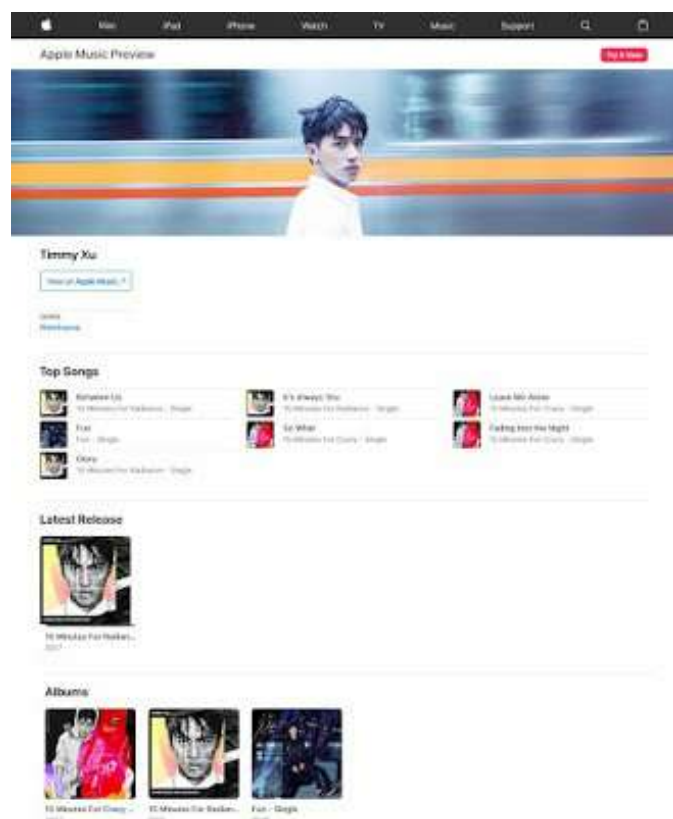 Mac iPad iPhone Watch TV Music Support
Apple Music Preview
Try It Now
Timmy Xu
View on Apple Music ↗
Top Songs
Between Us It's Always You Leave Me Alone
15 Minutes For Radiance - Single 15 Minutes For Radiance - Single 15 Minutes For Crazy - Single
Fun So What Fading Into the Night
Fun - Single 15 Minutes For Crazy - Single 15 Minutes For Crazy - Single
15 Minutes For Radiance - Single
Latest Release
15 Minutes For Radian...
2017
Albums
15 Minutes For Crazy ... 15 Minutes For Radian... Fun - Single